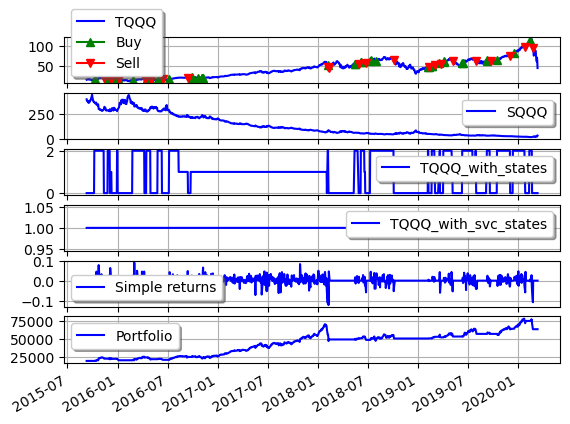 TQQQ
Buy
Sell
100
50
SQQQ
250
0
TQQQ_with_states
2
0
TQQQ_with_svc_states
1.05
1.00
0.95
Simple returns
0.1
0.0
−0.1
Portfolio
75000
50000
25000
2015-07 2016-01 2016-07 2017-01 2017-07 2018-01 2018-07 2019-01 2019-07 2020-01